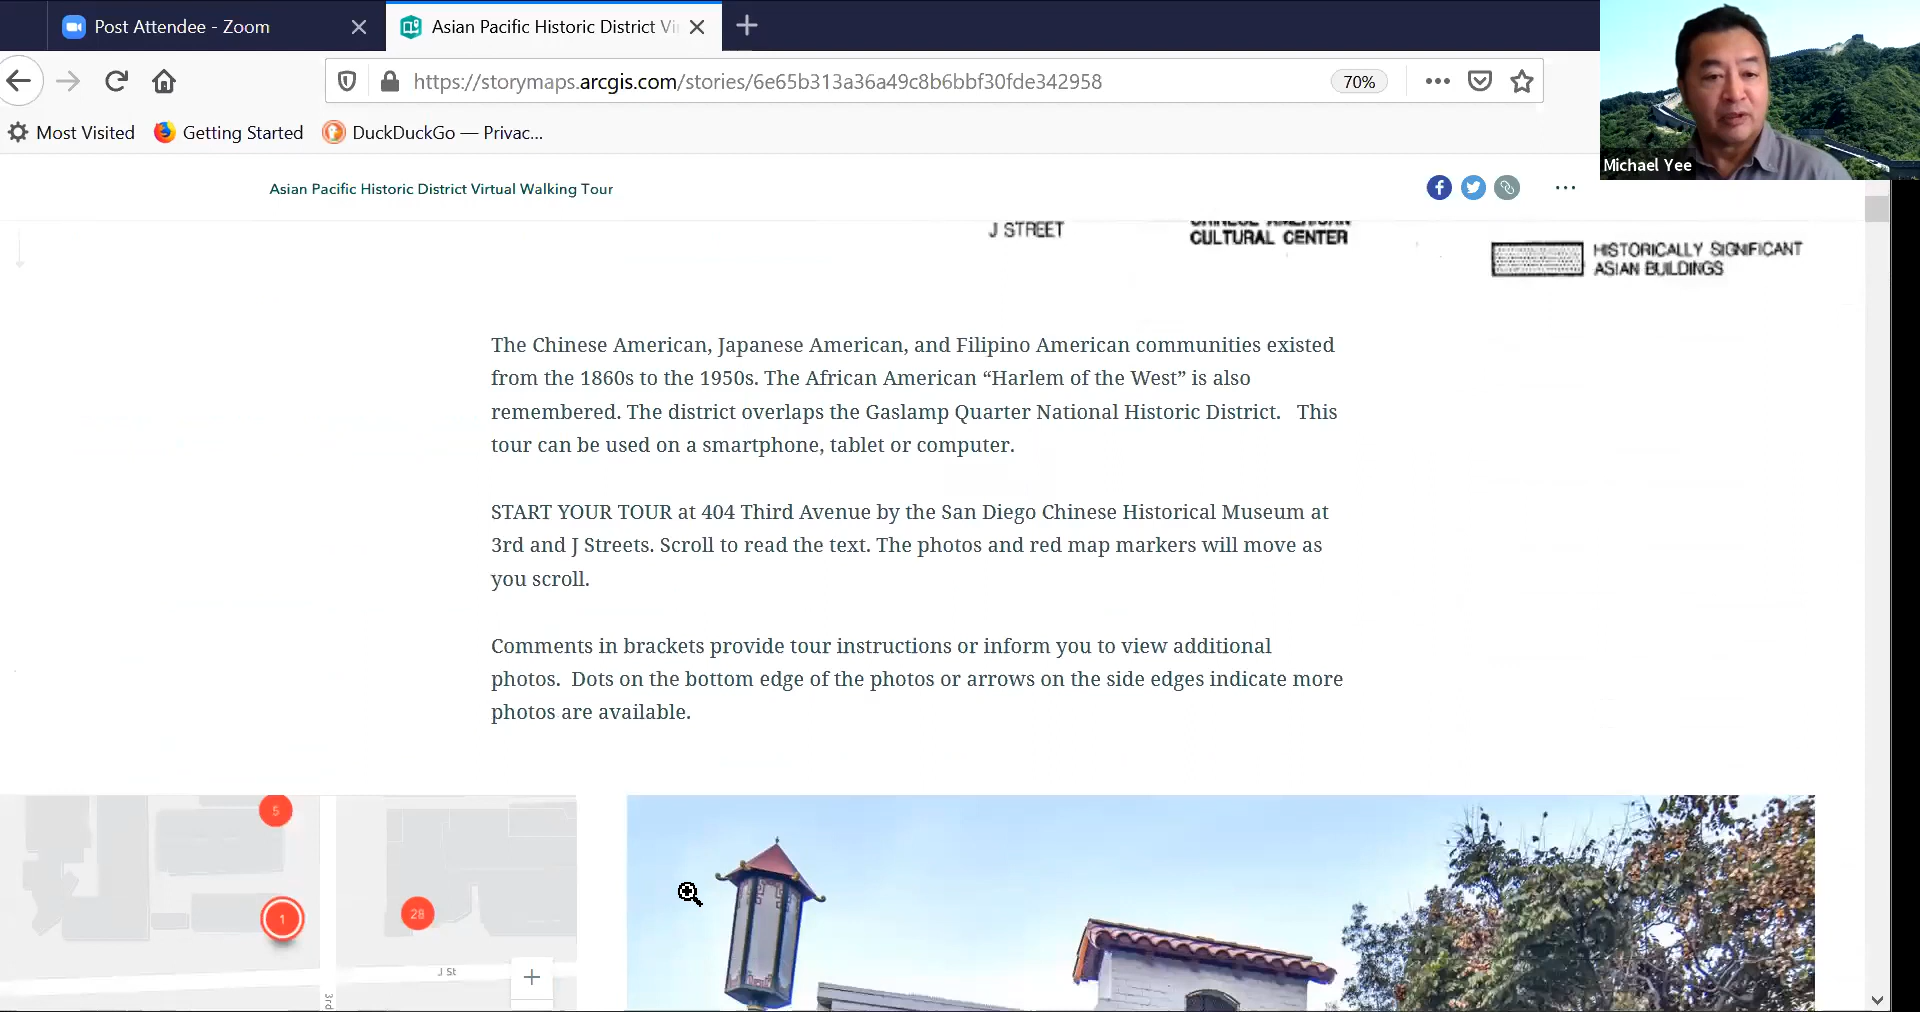 Post Attendee - Zoom
Asian Pacific Historic District Vi
https://storymaps.arcgis.com/stories/6e65b313a36a49c8b6bbf30fde342958
70%
Most Visited
Getting Started
DuckDuckGo — Privac...
Michael Yee
Asian Pacific Historic District Virtual Walking Tour
J STREET
CHINESE AMERICAN
CULTURAL CENTER
HISTORICALLY SIGNIFICANT
ASIAN BUILDINGS
The Chinese American, Japanese American, and Filipino American communities existed
from the 1860s to the 1950s. The African American “Harlem of the West” is also
remembered. The district overlaps the Gaslamp Quarter National Historic District. This
tour can be used on a smartphone, tablet or computer.
START YOUR TOUR at 404 Third Avenue by the San Diego Chinese Historical Museum at
3rd and J Streets. Scroll to read the text. The photos and red map markers will move as
you scroll.
Comments in brackets provide tour instructions or inform you to view additional
photos. Dots on the bottom edge of the photos or arrows on the side edges indicate more
photos are available.
5
1
28
J St
3rd